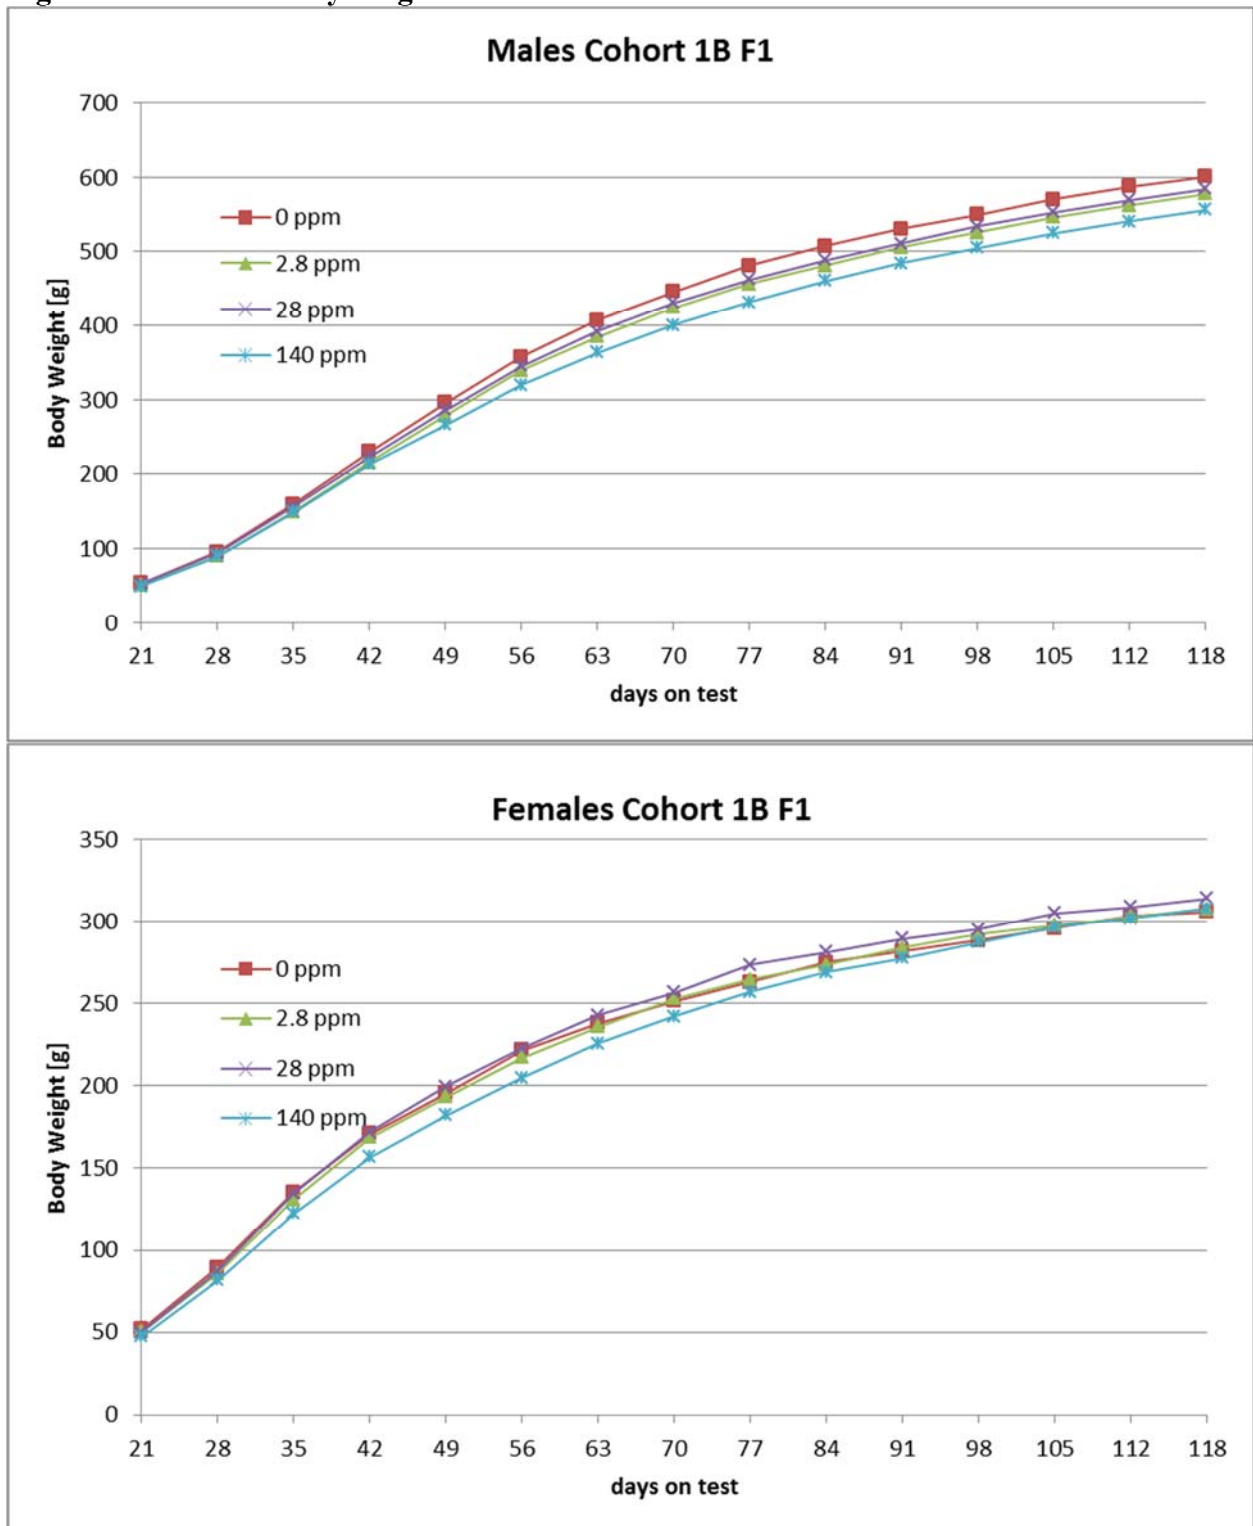 Males Cohort 1B F1
700
600
500
400
300
200
100
0
Body Weight [g]
0 ppm
2.8 ppm
28 ppm
140 ppm
21 28 35 42 49 56 63 70 77 84 91 98 105 112 118
days on test
Females Cohort 1B F1
350
300
250
200
150
100
50
0
Body Weight [g]
0 ppm
2.8 ppm
28 ppm
140 ppm
21 28 35 42 49 56 63 70 77 84 91 98 105 112 118
days on test